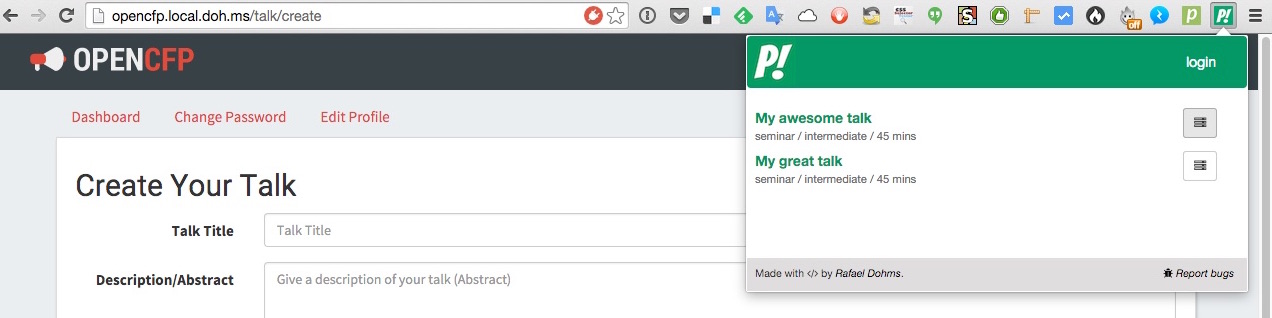 opencfp.local.doh.ms/talk/create
off
OPENCFP
P!
login
Dashboard Change Password Edit Profile
My awesome talk
seminar / intermediate / 45 mins
My great talk
seminar / intermediate / 45 mins
Create Your Talk
Talk Title Talk Title
Description/Abstract Give a description of your talk (Abstract)
Made with </> by Rafael Dohms. Report bugs